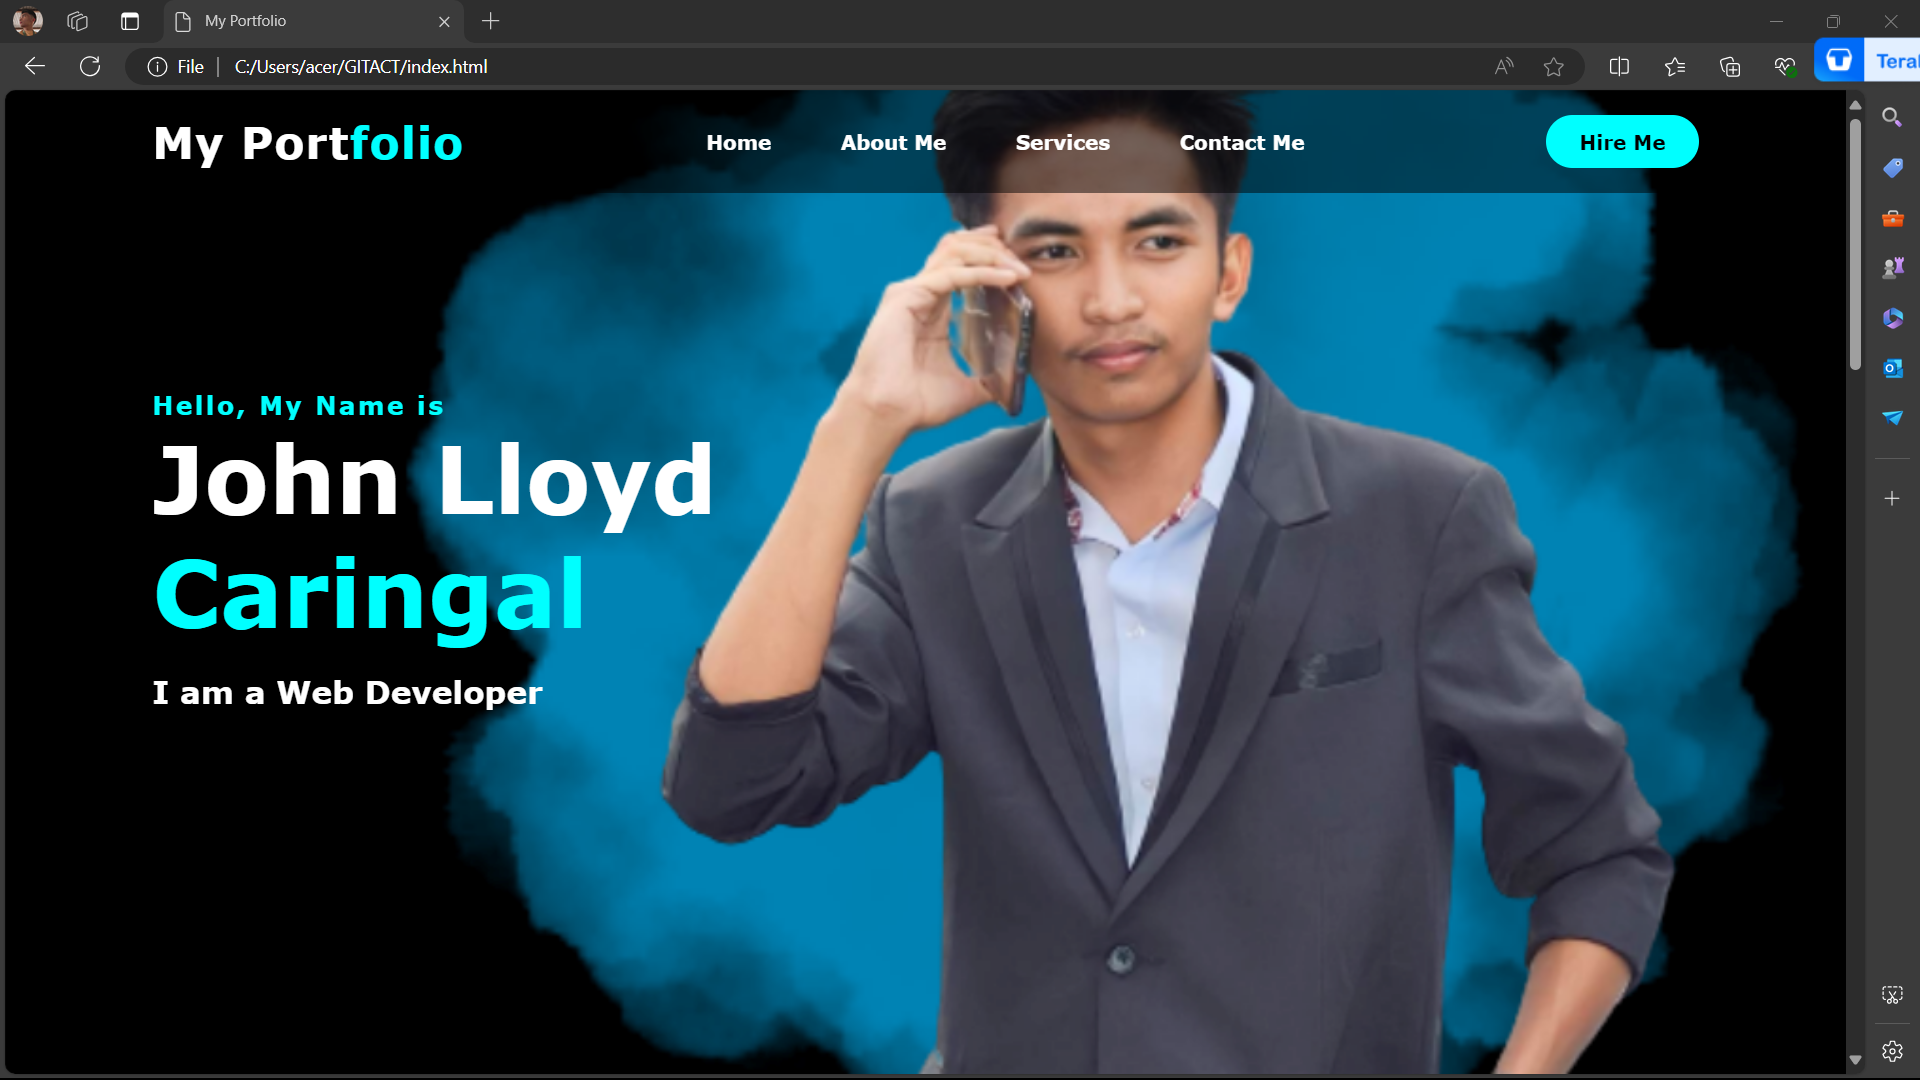 My Portfolio
File
C:/Users/acer/GITACT/index.html
My Portfolio
Home
About Me
Services
Contact Me
Hire Me
Hello, My Name is
John Lloyd
Caringal
I am a Web Developer